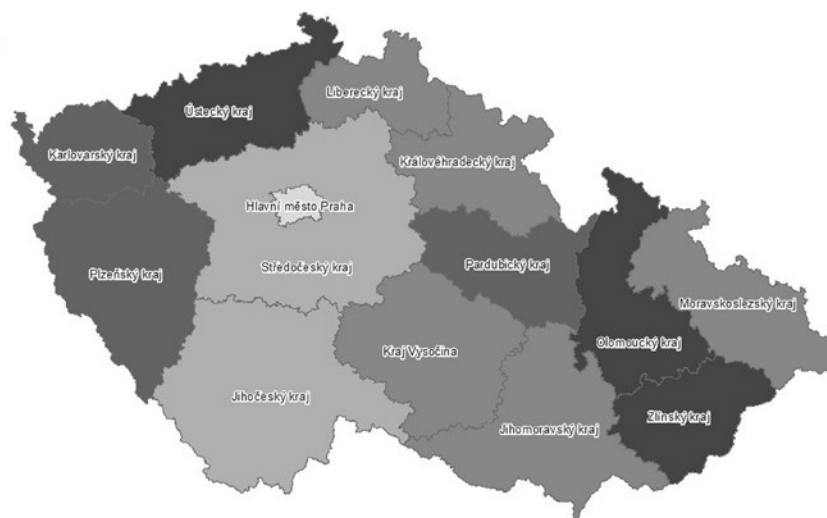 Ústecký kraj
Liberecký kraj
Karlovarský kraj
Královéhradecký kraj
Hlavní město Praha
Plzeňský kraj
Středočeský kraj
Pardubický kraj
Moravskoslezský kraj
Olomoucký kraj
Kraj Vysočina
Jihočeský kraj
Zlínský kraj
Jihomoravský kraj